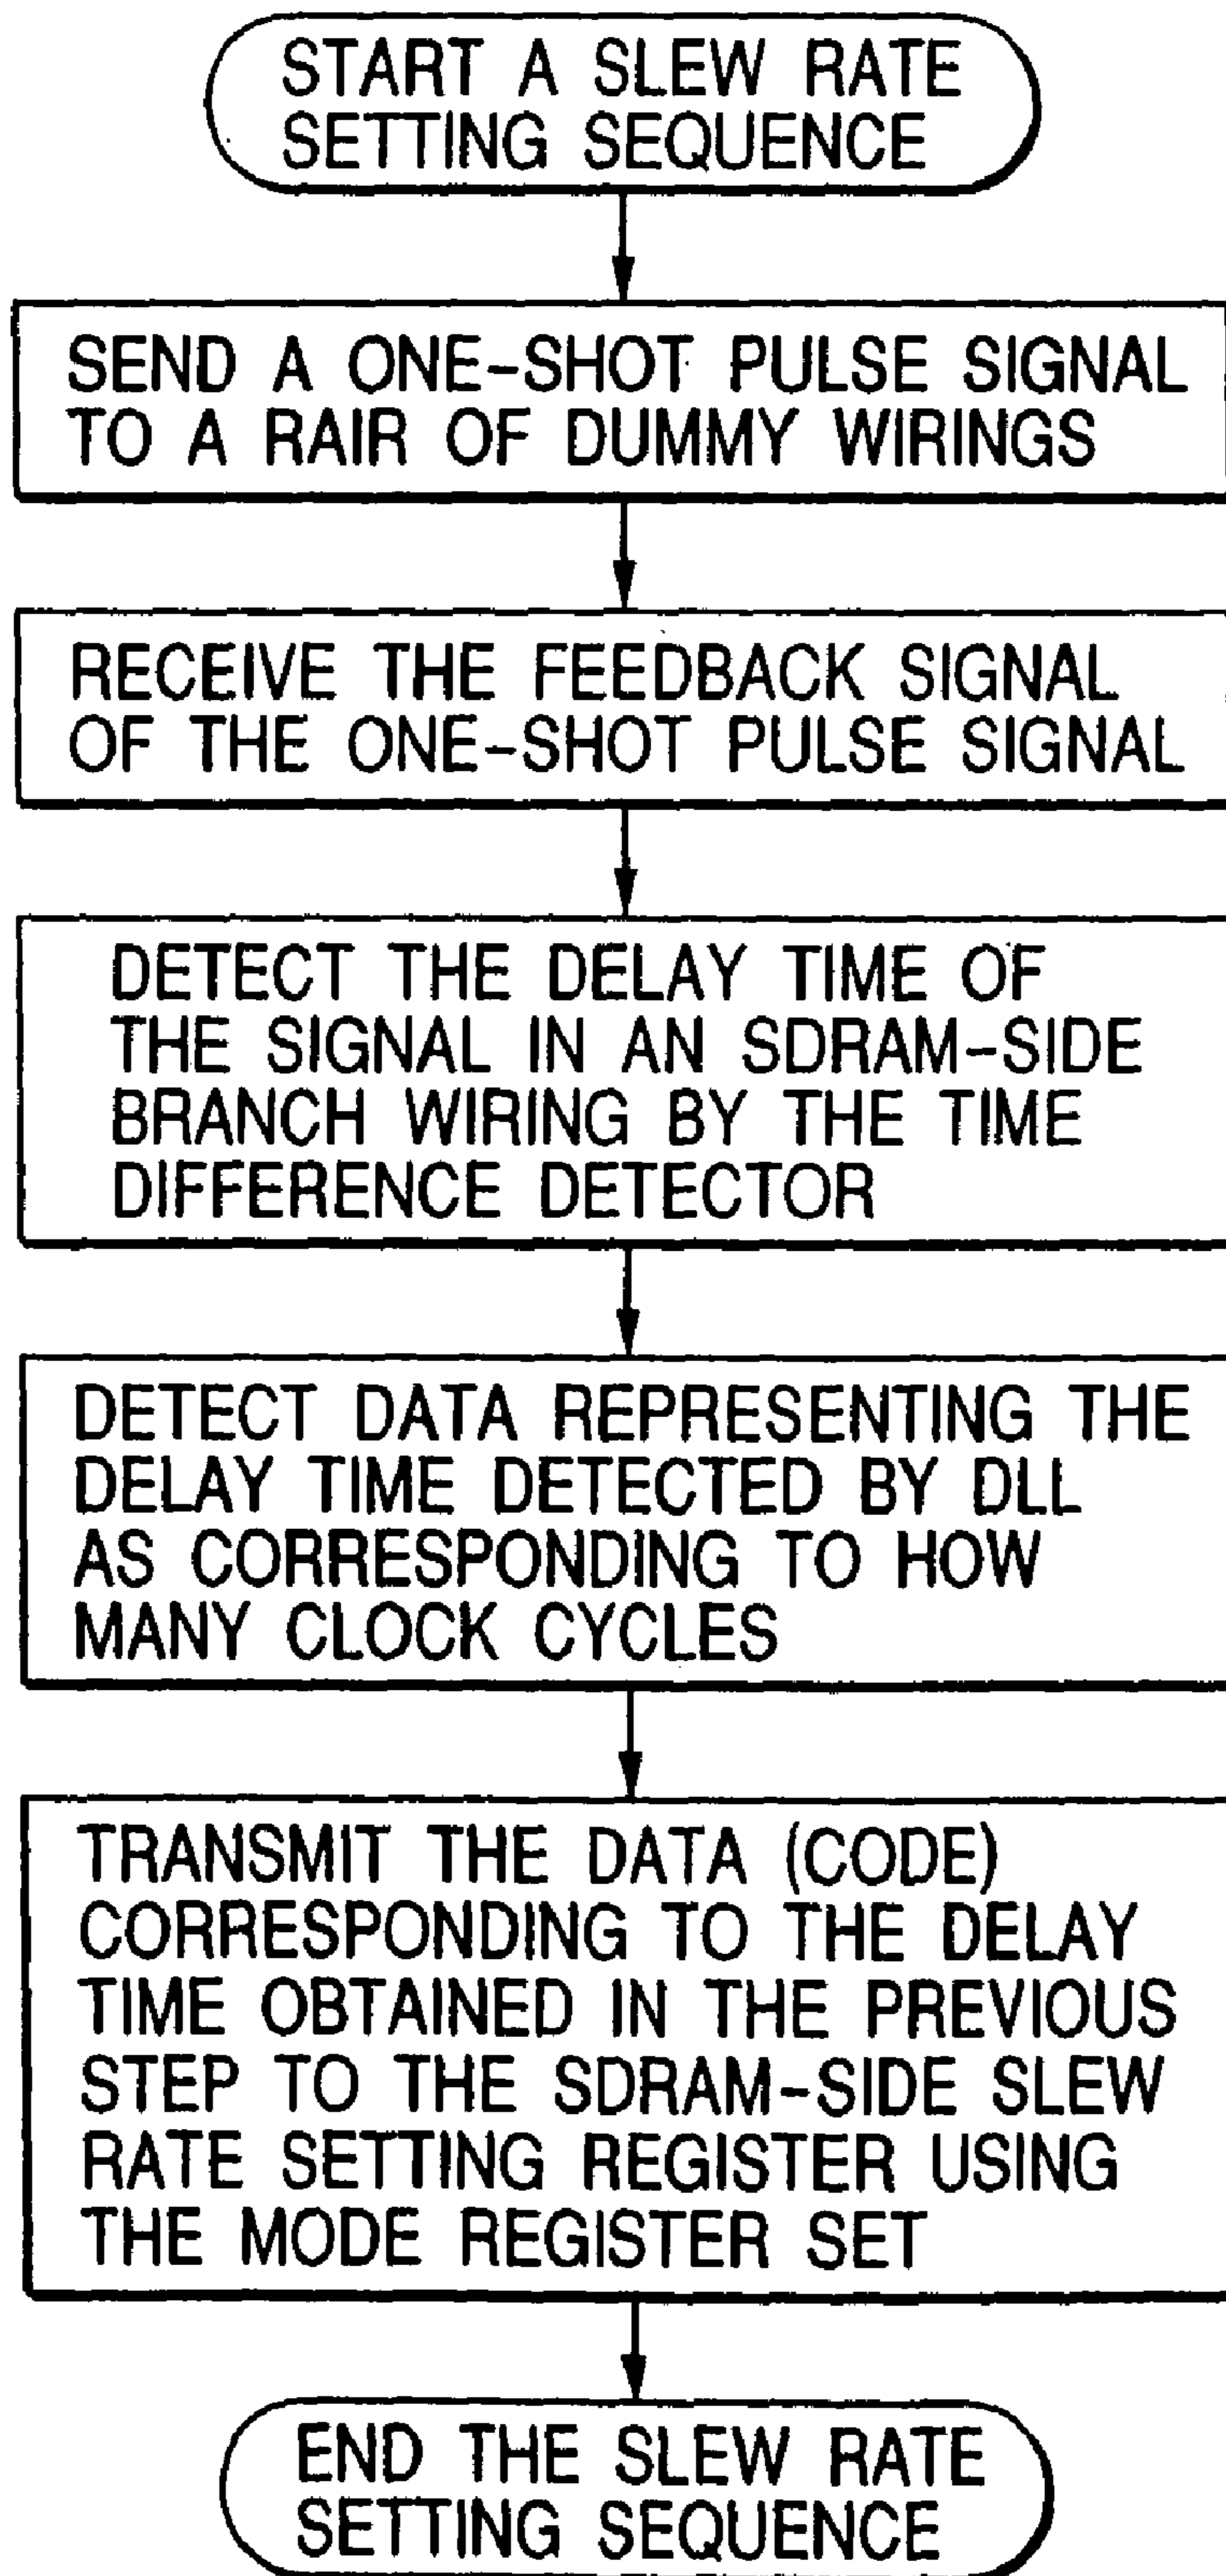 START A SLEW RATE
SETTING SEQUENCE
SEND A ONE-SHOT PULSE SIGNAL
TO A RAIR OF DUMMY WIRINGS
RECEIVE THE FEEDBACK SIGNAL
OF THE ONE-SHOT PULSE SIGNAL
DETECT THE DELAY TIME OF
THE SIGNAL IN AN SDRAM-SIDE
BRANCH WIRING BY THE TIME
DIFFERENCE DETECTOR
DETECT DATA REPRESENTING THE
DELAY TIME DETECTED BY DLL
AS CORRESPONDING TO HOW
MANY CLOCK CYCLES
TRANSMIT THE DATA (CODE)
CORRESPONDING TO THE DELAY
TIME OBTAINED IN THE PREVIOUS
STEP TO THE SDRAM-SIDE SLEW
RATE SETTING REGISTER USING
THE MODE REGISTER SET
END THE SLEW RATE
SETTING SEQUENCE